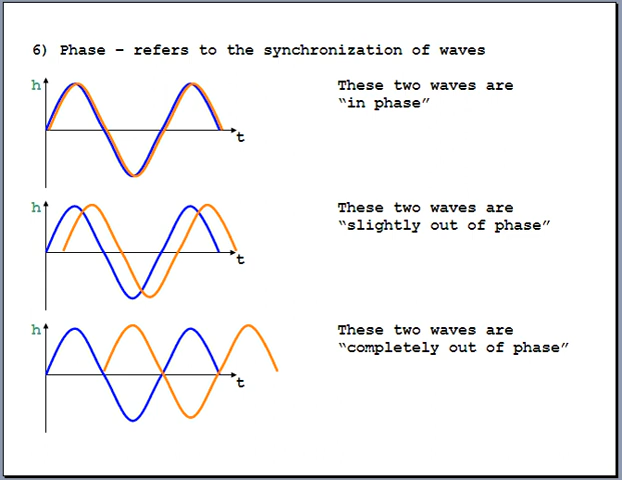 6) Phase – refers to the synchronization of waves
h
t
These two waves are
“in phase”
h
t
These two waves are
“slightly out of phase”
h
t
These two waves are
“completely out of phase”